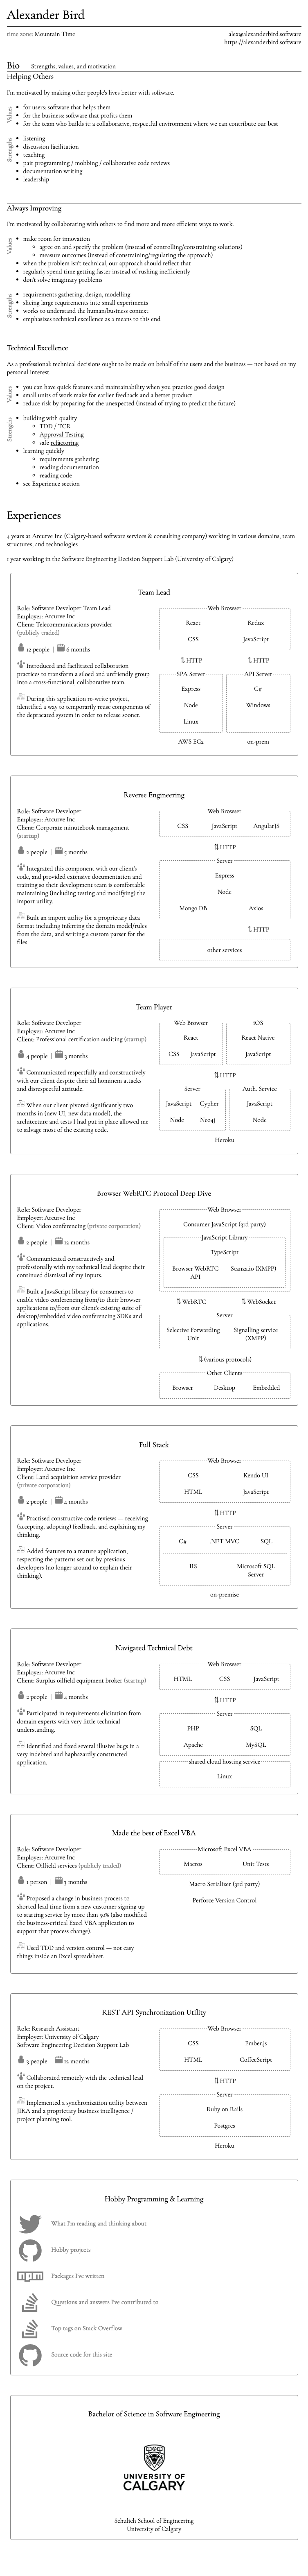 Alexander Bird
time zone: Mountain Time
alex@alexanderbird.software
https://alexanderbird.software
Bio Strengths, values, and motivation
Helping Others
I'm motivated by making other people's lives better with software.
Values
for users: software that helps them
for the business: software that profits them
for the team who builds it: a collaborative, respectful environment where we can contribute our best
Strengths
listening
discussion facilitation
teaching
pair programming / mobbing / collaborative code reviews
documentation writing
leadership
Always Improving
I'm motivated by collaborating with others to find more and more efficient ways to work.
Values
make room for innovation
agree on and specify the problem (instead of controlling/constraining solutions)
measure outcomes (instead of constraining/regulating the approach)
when the problem isn't technical, our approach should reflect that
regularly spend time getting faster instead of rushing inefficiently
don't solve imaginary problems
Strengths
requirements gathering, design, modelling
slicing large requirements into small experiments
works to understand the human/business context
emphasizes technical excellence as a means to this end
Technical Excellence
As a professional: technical decisions ought to be made on behalf of the users and the business — not based on my
personal interest.
Values
you can have quick features and maintainability when you practice good design
small units of work make for earlier feedback and a better product
reduce risk by preparing for the unexpected (instead of trying to predict the future)
Strengths
building with quality
TDD / TCR
Approval Testing
safe refactoring
learning quickly
requirements gathering
reading documentation
reading code
see Experience section
Experiences
4 years at Arcurve Inc (Calgary-based software services & consulting company) working in various domains, team
structures, and technologies
1 year working in the Software Engineering Decision Support Lab (University of Calgary)
Team Lead
Role: Software Developer Team Lead
Employer: Arcurve Inc
Client: Telecommunications provider
(publicly traded)
12 people | 6 months
Introduced and facilitated collaboration
practices to transform a siloed and unfriendly group
into a cross-functional, collaborative team.
During this application re-write project,
identified a way to temporarily reuse components of
the deprecated system in order to release sooner.
Web Browser
React Redux
CSS JavaScript
⇅ HTTP ⇅ HTTP
SPA Server API Server
Express C#
Node Windows
Linux
AWS EC2 on-prem
Reverse Engineering
Role: Software Developer
Employer: Arcurve Inc
Client: Corporate minutebook management
(startup)
2 people | 5 months
Integrated this component with our client's
code, and provided extensive documentation and
training so their development team is comfortable
maintaining (including testing and modifying) the
import utility.
Built an import utility for a proprietary data
format including inferring the domain model/rules
from the data, and writing a custom parser for the
files.
Web Browser
CSS JavaScript AngularJS
⇅ HTTP
Server
Express
Node
Mongo DB Axios
⇅ HTTP
other services
Team Player
Role: Software Developer
Employer: Arcurve Inc
Client: Professional certification auditing (startup)
4 people | 3 months
Communicated respectfully and constructively
with our client despite their ad hominem attacks
and disrespectful attitude.
When our client pivoted significantly two
months in (new UI, new data model), the
architecture and tests I had put in place allowed me
to salvage most of the existing code.
Web Browser iOS
React React Native
CSS JavaScript JavaScript
⇅ HTTP
Server Auth. Service
JavaScript Cypher JavaScript
Node Neo4j Node
Heroku
Browser WebRTC Protocol Deep Dive
Role: Software Developer
Employer: Arcurve Inc
Client: Video conferencing (private corporation)
2 people | 12 months
Communicated constructively and
professionally with my technical lead despite their
continued dismissal of my inputs.
Built a JavaScript library for consumers to
enable video conferencing from/to their browser
applications to/from our client's existing suite of
desktop/embedded video conferencing SDKs and
applications.
Web Browser
Consumer JavaScript (3rd party)
JavaScript Library
TypeScript
Browser WebRTC Stanza.io (XMPP)
API
⇅ WebRTC ⇅ WebSocket
Server
Selective Forwarding Signalling service
Unit (XMPP)
⇅ (various protocols)
Other Clients
Browser Desktop Embedded
Full Stack
Role: Software Developer
Employer: Arcurve Inc
Client: Land acquisition service provider
(private corporation)
2 people | 4 months
Practised constructive code reviews — receiving
(accepting, adopting) feedback, and explaining my
thinking.
Added features to a mature application,
respecting the patterns set out by previous
developers (no longer around to explain their
thinking).
Web Browser
CSS Kendo UI
HTML JavaScript
⇅ HTTP
Server
C# .NET MVC SQL
IIS Microsoft SQL
Server
on-premise
Navigated Technical Debt
Role: Software Developer
Employer: Arcurve Inc
Client: Surplus oilfield equipment broker (startup)
2 people | 4 months
Participated in requirements elicitation from
domain experts with very little technical
understanding.
Identified and fixed several illusive bugs in a
very indebted and haphazardly constructed
application.
Web Browser
HTML CSS JavaScript
⇅ HTTP
Server
PHP SQL
Apache MySQL
shared cloud hosting service
Linux
Made the best of Excel VBA
Role: Software Developer
Employer: Arcurve Inc
Client: Oilfield services (publicly traded)
1 person | 3 months
Proposed a change in business process to
shorted lead time from a new customer signing up
to starting service by more than 50% (also modified
the business-critical Excel VBA application to
support that process change).
Used TDD and version control — not easy
things inside an Excel spreadsheet.
Microsoft Excel VBA
Macros Unit Tests
Macro Serializer (3rd party)
Perforce Version Control
REST API Synchronization Utility
Role: Research Assistant
Employer: University of Calgary
Software Engineering Decision Support Lab
3 people | 12 months
Collaborated remotely with the technical lead
on the project.
Implemented a synchronization utility between
JIRA and a proprietary business intelligence /
project planning tool.
Web Browser
CSS Ember.js
HTML CoffeeScript
⇅ HTTP
Server
Ruby on Rails
Postgres
Heroku
Hobby Programming & Learning
What I'm reading and thinking about
Hobby projects
npm Packages I've written
Questions and answers I've contributed to
Top tags on Stack Overflow
Source code for this site
Bachelor of Science in Software Engineering
UNIVERSITY OF
CALGARY
Schulich School of Engineering
University of Calgary